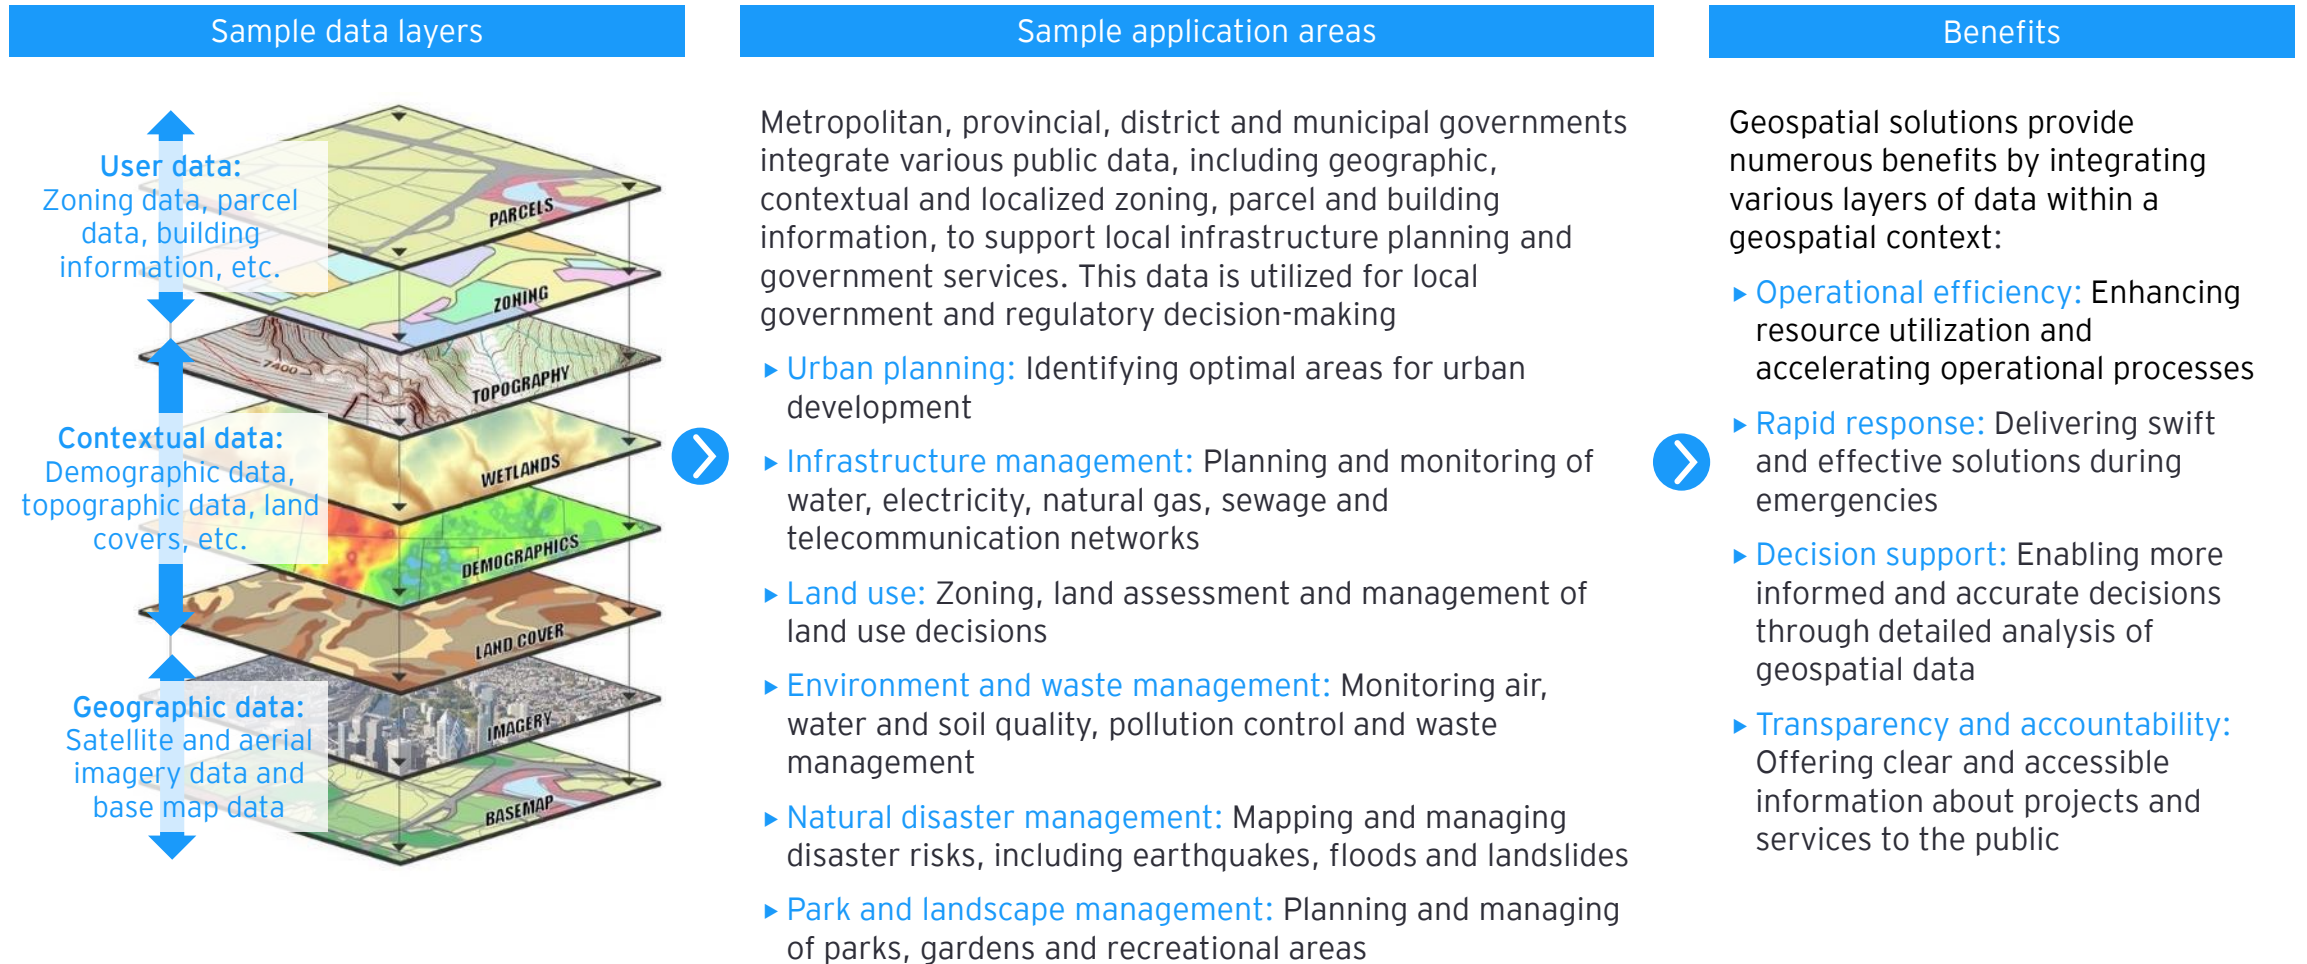 Sample data layers
User data:
Zoning data, parcel
data, building
information, etc.
Contextual data:
Demographic data,
topographic data, land
covers, etc.
Geographic data:
Satellite and aerial
imagery data and
base map data
PARCELS
ZONING
7400
TOPOGRAPHY
WETLANDS
DEMOGRAPHICS
LAND COVER
IMAGERY
BASEMAP
Sample application areas
Metropolitan, provincial, district and municipal governments
integrate various public data, including geographic,
contextual and localized zoning, parcel and building
information, to support local infrastructure planning and
government services. This data is utilized for local
government and regulatory decision-making
Urban planning: Identifying optimal areas for urban
development
Infrastructure management: Planning and monitoring of
water, electricity, natural gas, sewage and
telecommunication networks
Land use: Zoning, land assessment and management of
land use decisions
Environment and waste management: Monitoring air,
water and soil quality, pollution control and waste
management
Natural disaster management: Mapping and managing
disaster risks, including earthquakes, floods and landslides
Park and landscape management: Planning and managing
of parks, gardens and recreational areas
Benefits
Geospatial solutions provide
numerous benefits by integrating
various layers of data within a
geospatial context:
Operational efficiency: Enhancing
resource utilization and
accelerating operational processes
Rapid response: Delivering swift
and effective solutions during
emergencies
Decision support: Enabling more
informed and accurate decisions
through detailed analysis of
geospatial data
Transparency and accountability:
Offering clear and accessible
information about projects and
services to the public